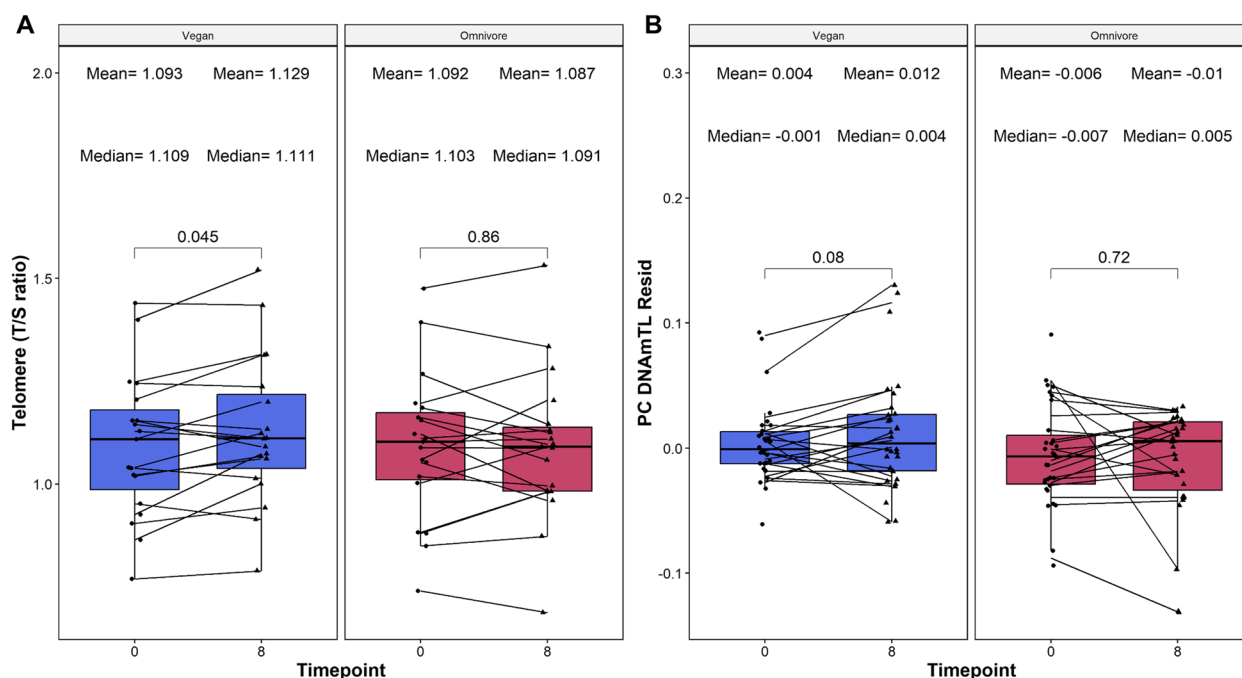 A
Vegan
Omnivore
Mean= 1.093 Mean= 1.129
Mean= 1.092 Mean= 1.087
Median= 1.109 Median= 1.111
Median= 1.103 Median= 1.091
0.045
0.86
2.0
1.5
1.0
Telomere (T/S ratio)
0 8
0 8
Timepoint
B
Vegan
Omnivore
Mean= 0.004 Mean= 0.012
Mean= -0.006 Mean= -0.01
Median= -0.001 Median= 0.004
Median= -0.007 Median= 0.005
0.08
0.72
0.3
0.2
0.1
0.0
-0.1
PC DNAmTL Resid
0 8
0 8
Timepoint